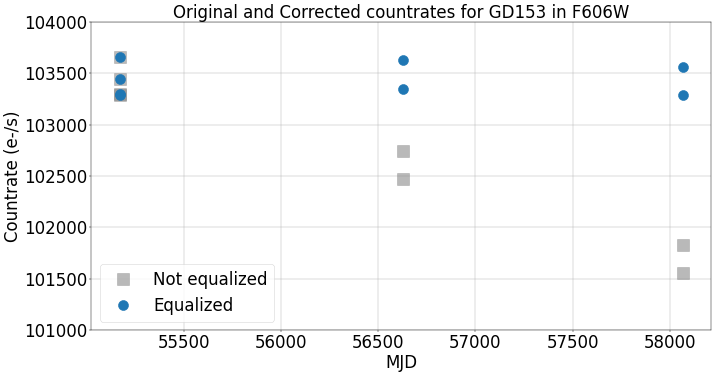 Original and Corrected countrates for GD153 in F606W
104000
103500
103000
102500
102000
101500
101000
Countrate (e-/s)
Not equalized
Equalized
55500 56000 56500 57000 57500 58000
MJD